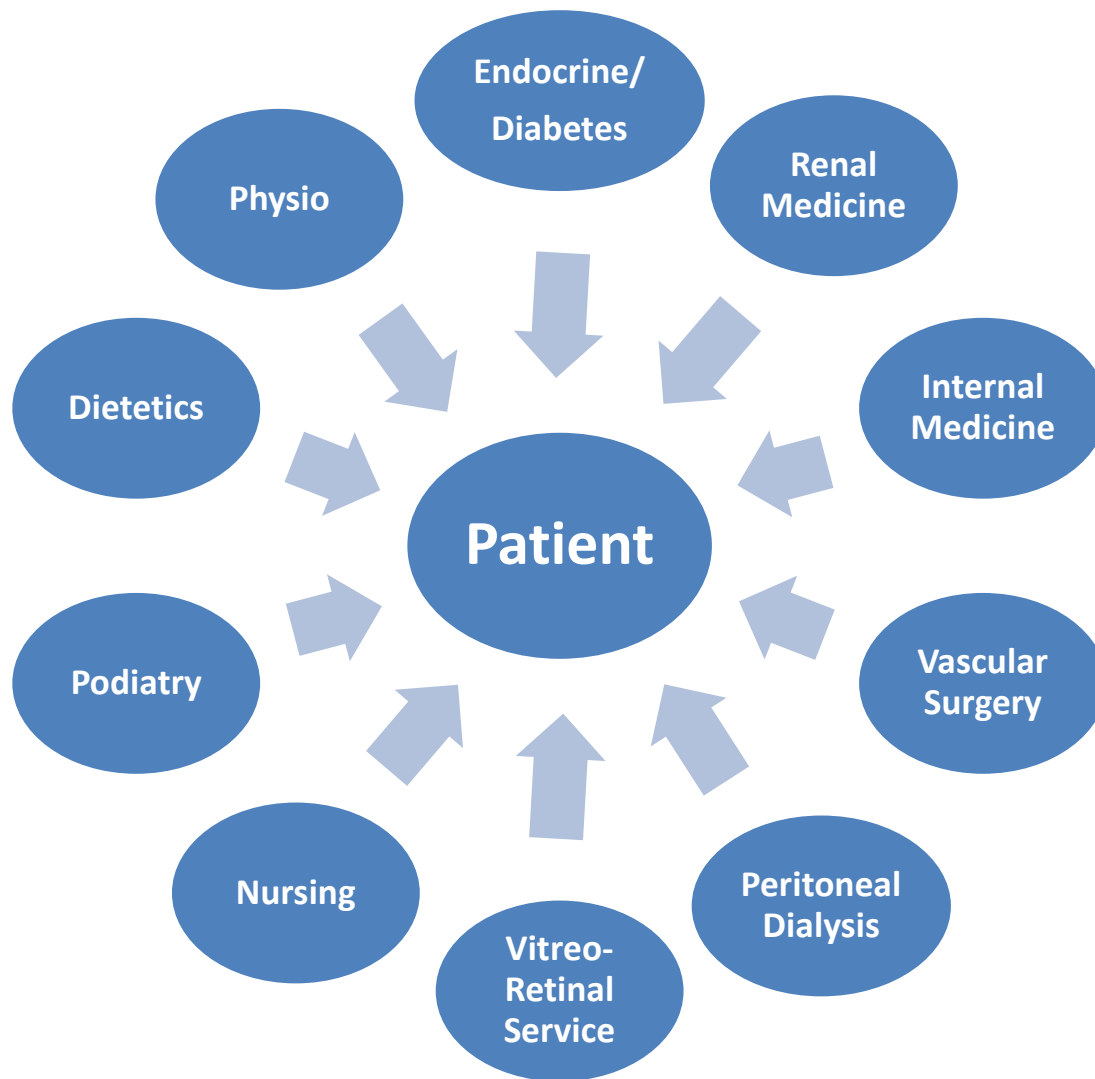 Endocrine/
Diabetes
Renal
Medicine
Physio
Internal
Medicine
Dietetics
Patient
Vascular
Surgery
Podiatry
Peritoneal
Dialysis
Nursing
Vitreo-
Retinal
Service